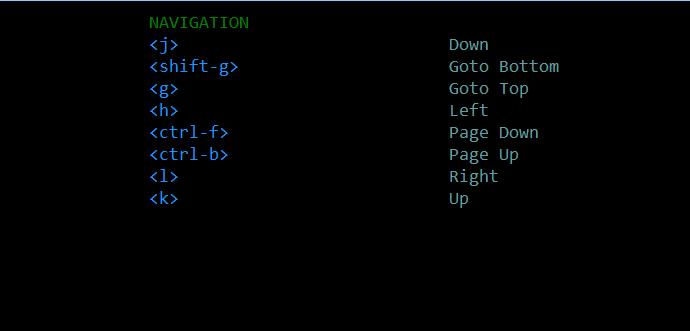 NAVIGATION
<j> Down
<shift-g> Goto Bottom
<g> Goto Top
<h> Left
<ctrl-f> Page Down
<ctrl-b> Page Up
<l> Right
<k> Up